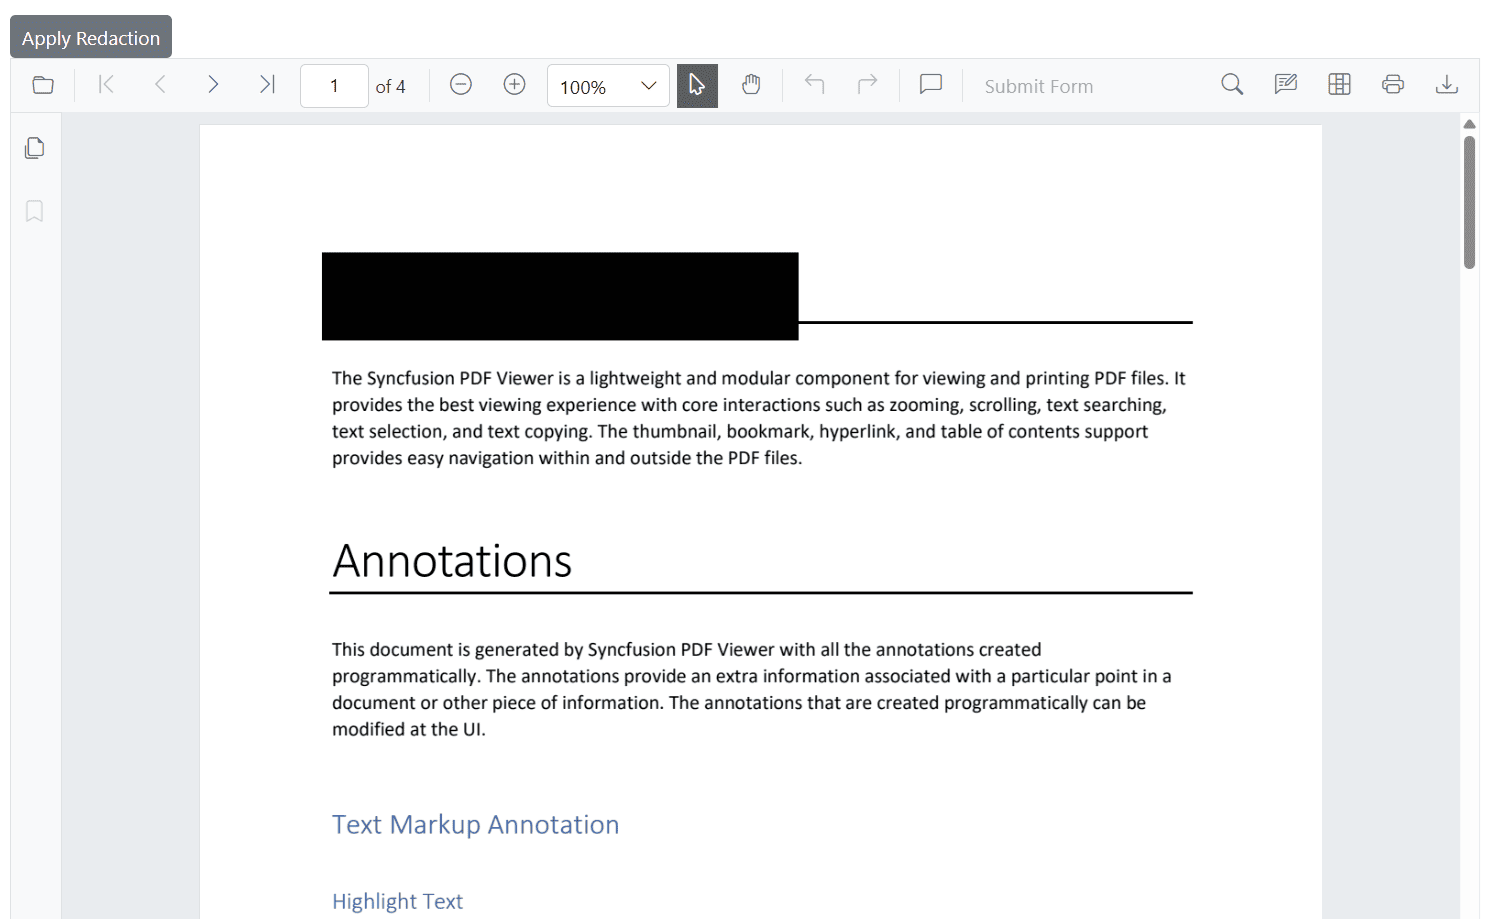 Apply Redaction
1 of 4 100% Submit Form
The Syncfusion PDF Viewer is a lightweight and modular component for viewing and printing PDF files. It
provides the best viewing experience with core interactions such as zooming, scrolling, text searching,
text selection, and text copying. The thumbnail, bookmark, hyperlink, and table of contents support
provides easy navigation within and outside the PDF files.
Annotations
This document is generated by Syncfusion PDF Viewer with all the annotations created
programmatically. The annotations provide an extra information associated with a particular point in a
document or other piece of information. The annotations that are created programmatically can be
modified at the UI.
Text Markup Annotation
Highlight Text